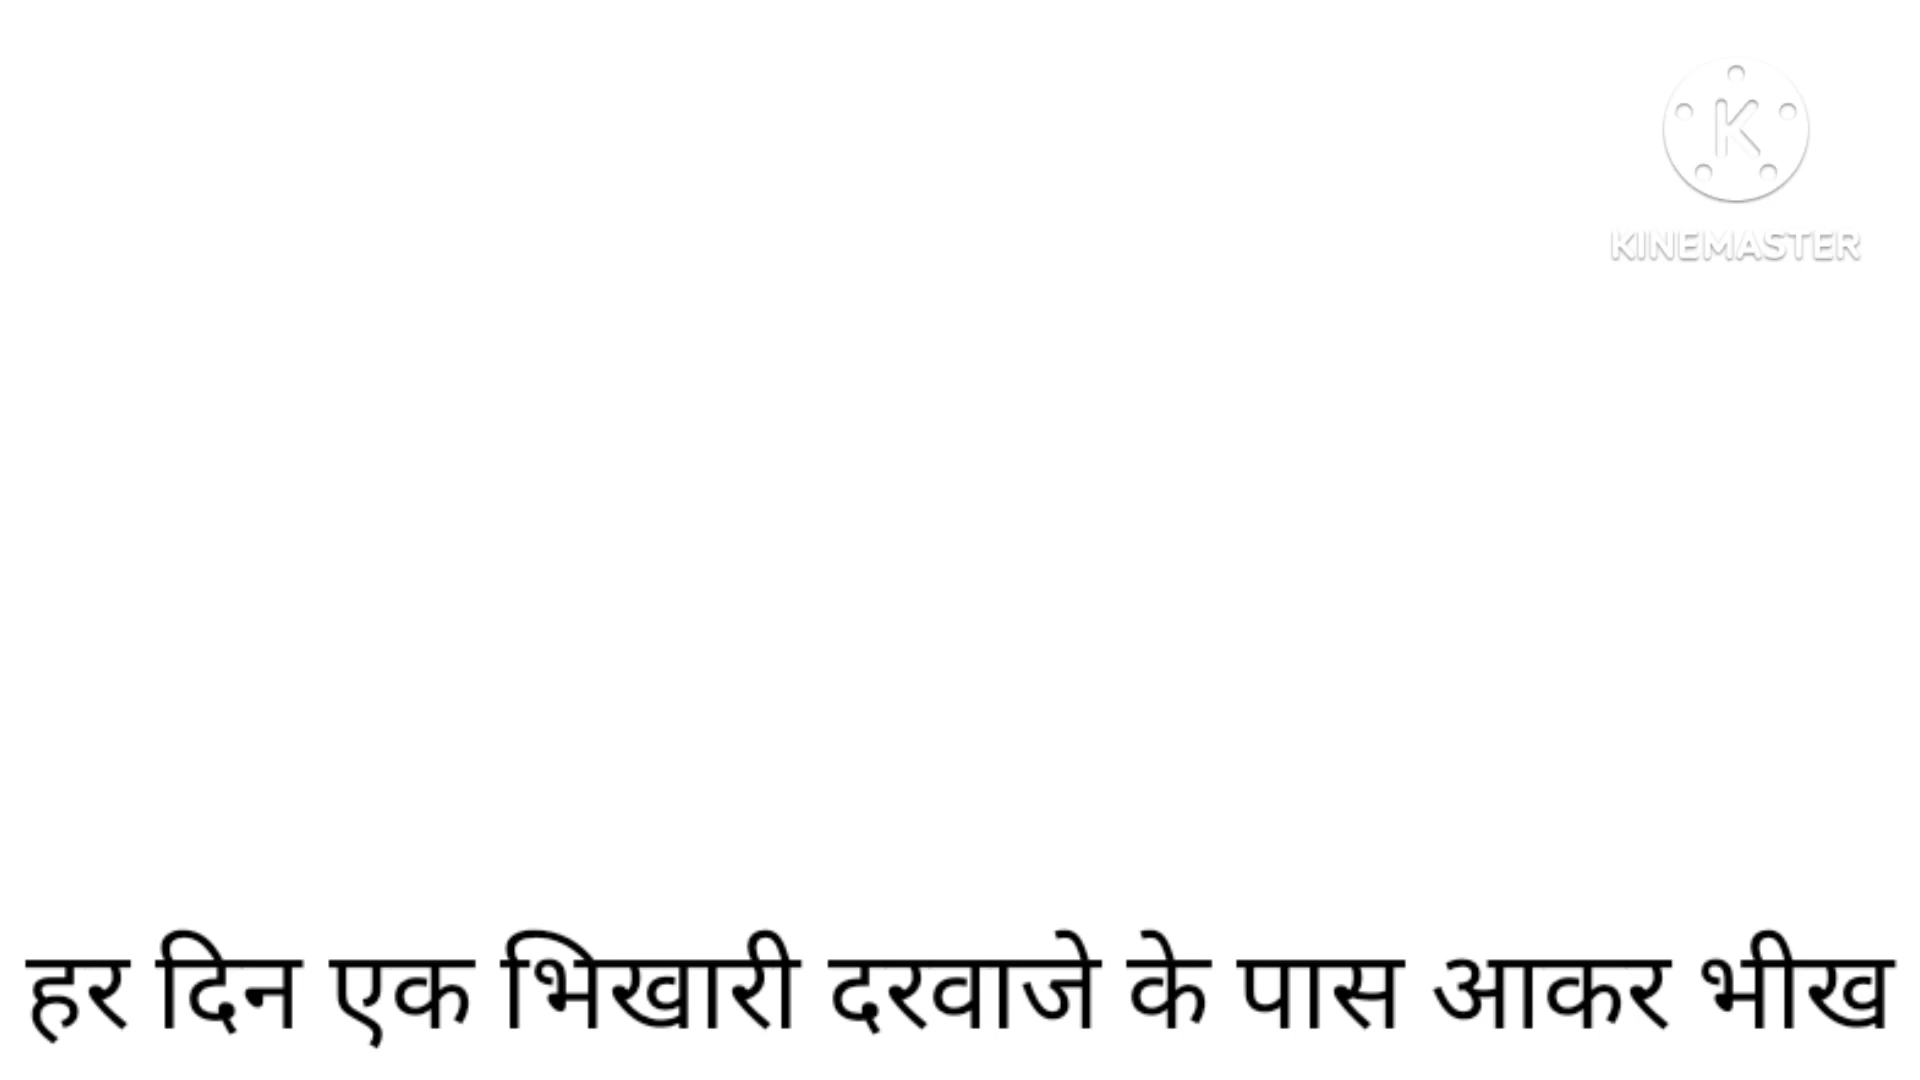 K
KINEMASTER
हर दिन एक भिखारी दरवाजे के पास आकर भीख